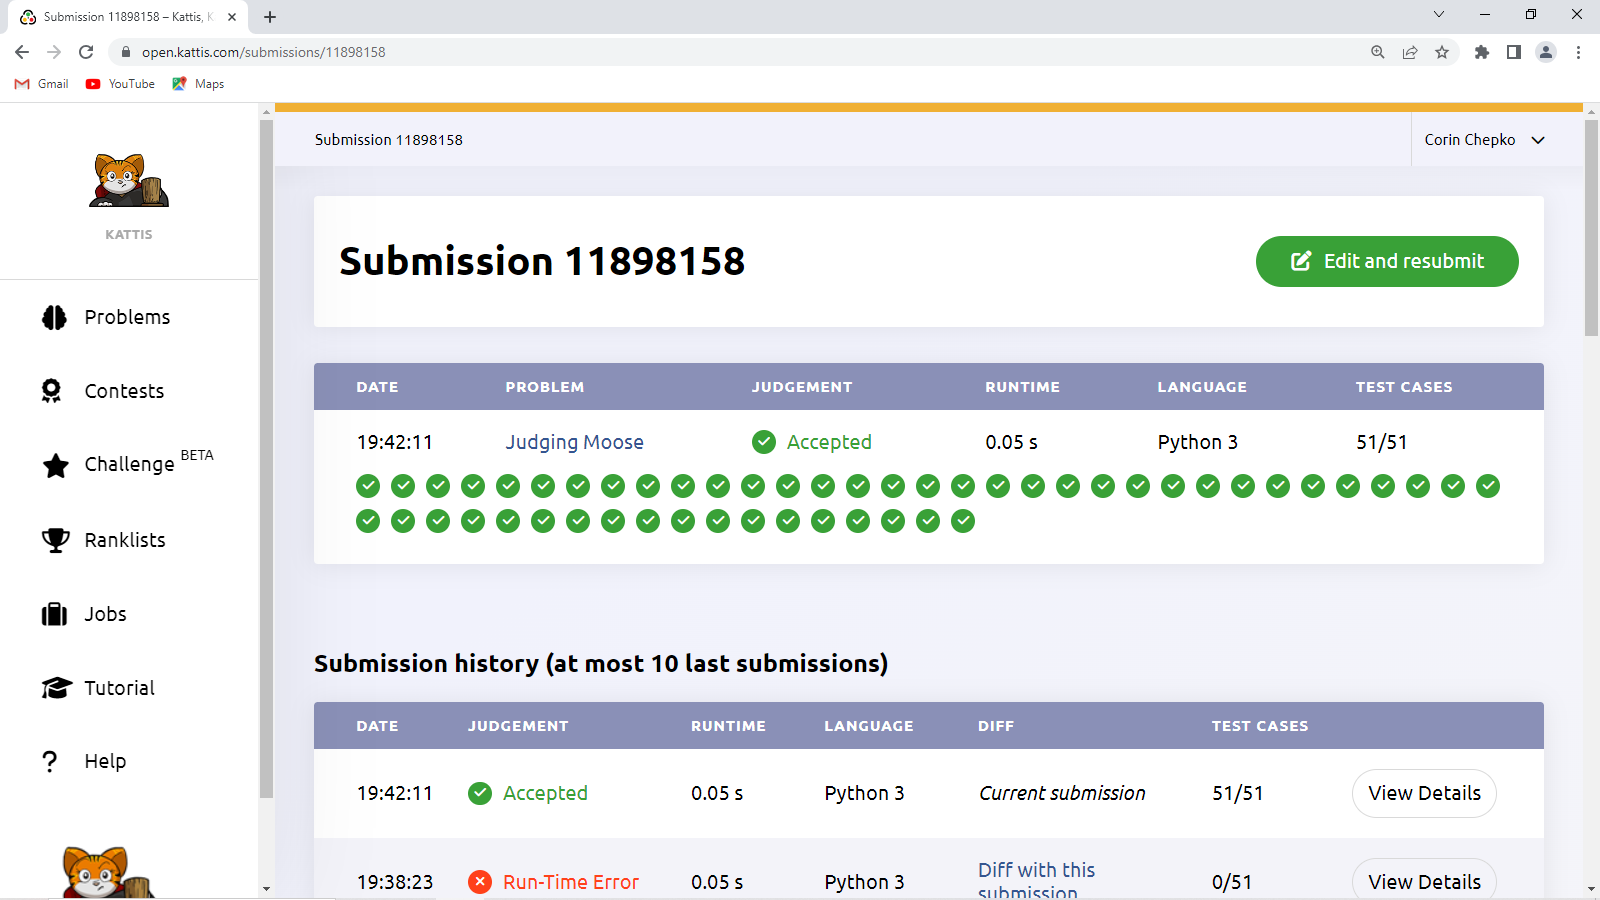 Submission 11898158 – Kattis, K
open.kattis.com/submissions/11898158
Gmail YouTube Maps
KATTIS
Problems
Contests
Challenge BETA
Ranklists
Jobs
Tutorial
Help
Submission 11898158 Corin Chepko
Submission 11898158 Edit and resubmit
DATE PROBLEM JUDGEMENT RUNTIME LANGUAGE TEST CASES
19:42:11 Judging Moose Accepted 0.05 s Python 3 51/51
Submission history (at most 10 last submissions)
DATE JUDGEMENT RUNTIME LANGUAGE DIFF TEST CASES
19:42:11 Accepted 0.05 s Python 3 Current submission 51/51 View Details
19:38:23 Run-Time Error 0.05 s Python 3 Diff with this submission 0/51 View Details